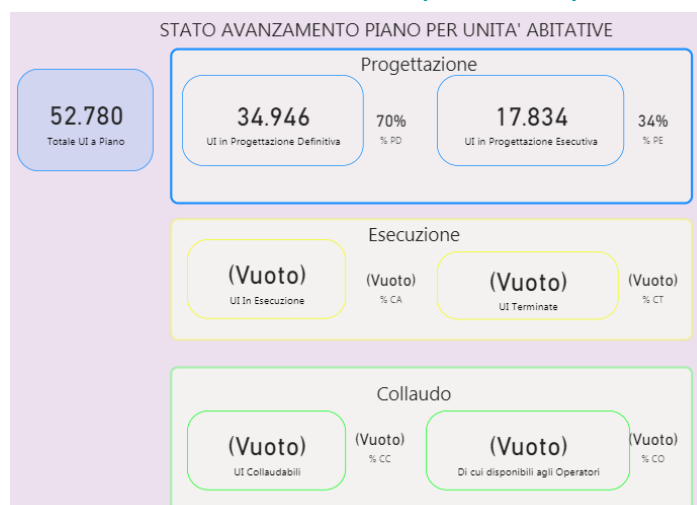 STATO AVANZAMENTO PIANO PER UNITA' ABITATIVE
Progettazione
52.780
Totale UI a Piano
34.946
UI in Progettazione Definitiva
70%
% PD
17.834
UI in Progettazione Esecutiva
34%
% PE
Esecuzione
(Vuoto)
UI In Esecuzione
(Vuoto)
% CA
(Vuoto)
UI Terminate
(Vuoto)
% CT
Collaudo
(Vuoto)
UI Collaudabili
(Vuoto)
% CC
(Vuoto)
Di cui disponibili agli Operatori
(Vuoto)
% CO